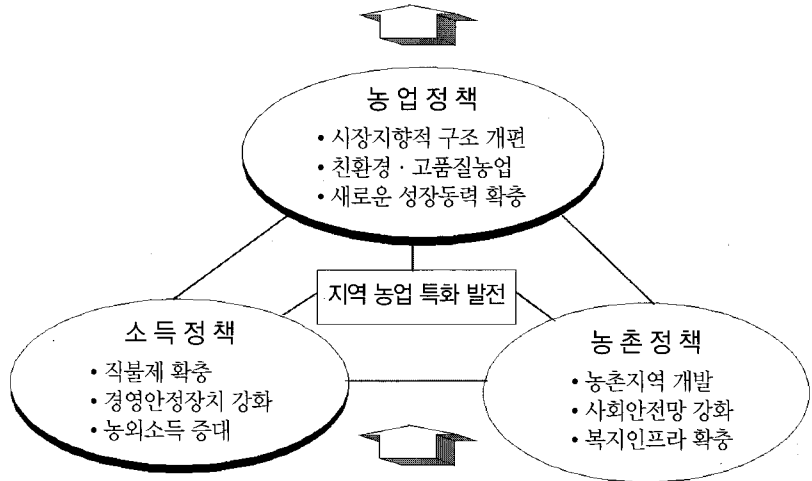 농업정책
• 시장지향적 구조 개편
• 친환경 · 고품질농업
• 새로운 성장동력 확충
지역 농업 특화 발전
소득정책
• 직불제 확충
• 경영안정장치 강화
• 농외소득 증대
농촌정책
• 농촌지역 개발
• 사회안전망 강화
• 복지인프라 확충